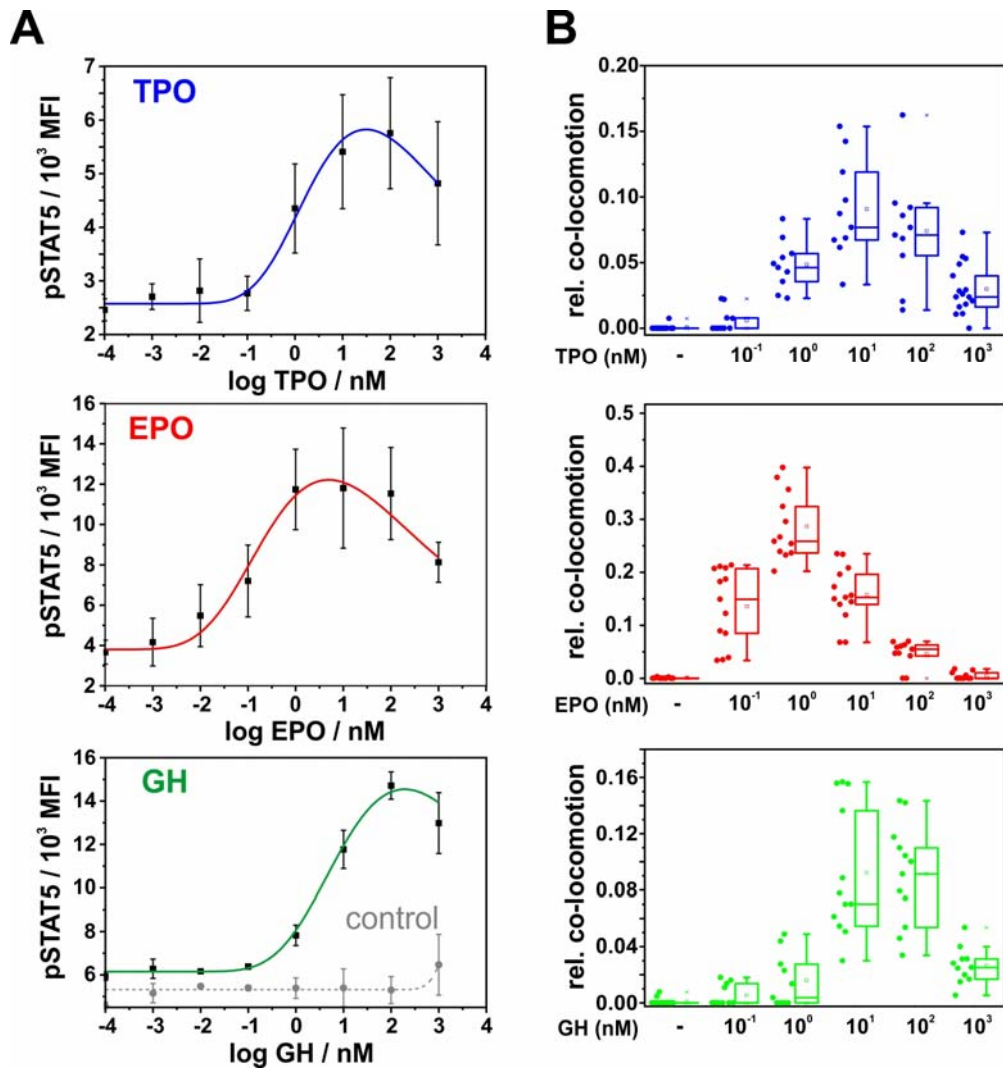 A
B
TPO
pSTAT5 / 10³ MFI
7
6
5
4
3
2
-4 -3 -2 -1 0 1 2 3 4
log TPO / nM
rel. co-locomotion
0.20
0.15
0.10
0.05
0.00
TPO (nM) - 10⁻¹ 10⁰ 10¹ 10² 10³
EPO
pSTAT5 / 10³ MFI
16
14
12
10
8
6
4
2
-4 -3 -2 -1 0 1 2 3 4
log EPO / nM
rel. co-locomotion
0.5
0.4
0.3
0.2
0.1
0.0
EPO (nM) - 10⁻¹ 10⁰ 10¹ 10² 10³
GH
control
pSTAT5 / 10³ MFI
16
14
12
10
8
6
-4 -3 -2 -1 0 1 2 3 4
log GH / nM
rel. co-locomotion
0.16
0.12
0.08
0.04
0.00
GH (nM) - 10⁻¹ 10⁰ 10¹ 10² 10³